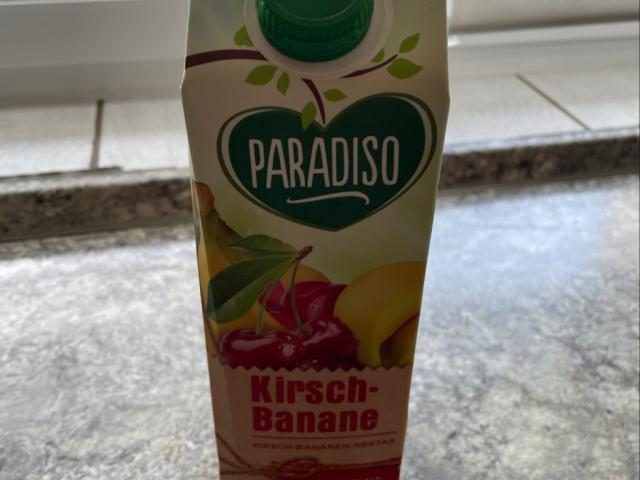 PARADISO
Kirsch-
Banane
KIRSCH-BANANEN-NEKTAR